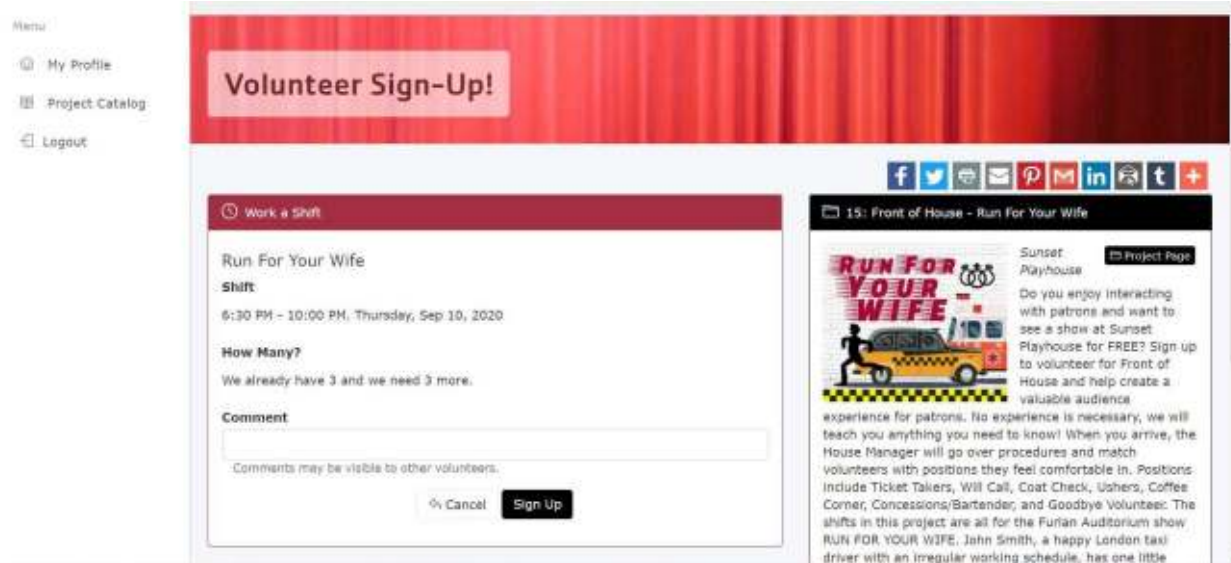 Menu
My Profile
Project Catalog
Logout
Volunteer Sign-Up!
Work a Shift
Run For Your Wife
Shift
6:30 PM - 10:00 PM, Thursday, Sep 10, 2020
How Many?
We already have 3 and we need 3 more.
Comment
Comments may be visible to other volunteers.
Cancel
Sign Up
15: Front of House - Run For Your Wife
RUN FOR
YOUR
WIFE
Sunset
Playhouse
Project Page
Do you enjoy interacting
with patrons and want to
see a show at Sunset
Playhouse for FREE? Sign up
to volunteer for Front of
House and help create a
valuable audience
experience for patrons. No experience is necessary, we will
teach you anything you need to know! When you arrive, the
House Manager will go over procedures and match
volunteers with positions they feel comfortable in. Positions
include Ticket Takers, Will Call, Coat Check, Ushers, Coffee
Corner, Concessions/Bartender, and Goodbye Volunteer. The
shifts in this project are all for the Furlan Auditorium show
RUN FOR YOUR WIFE. John Smith, a happy London taxi
driver with an irregular working schedule, has one little